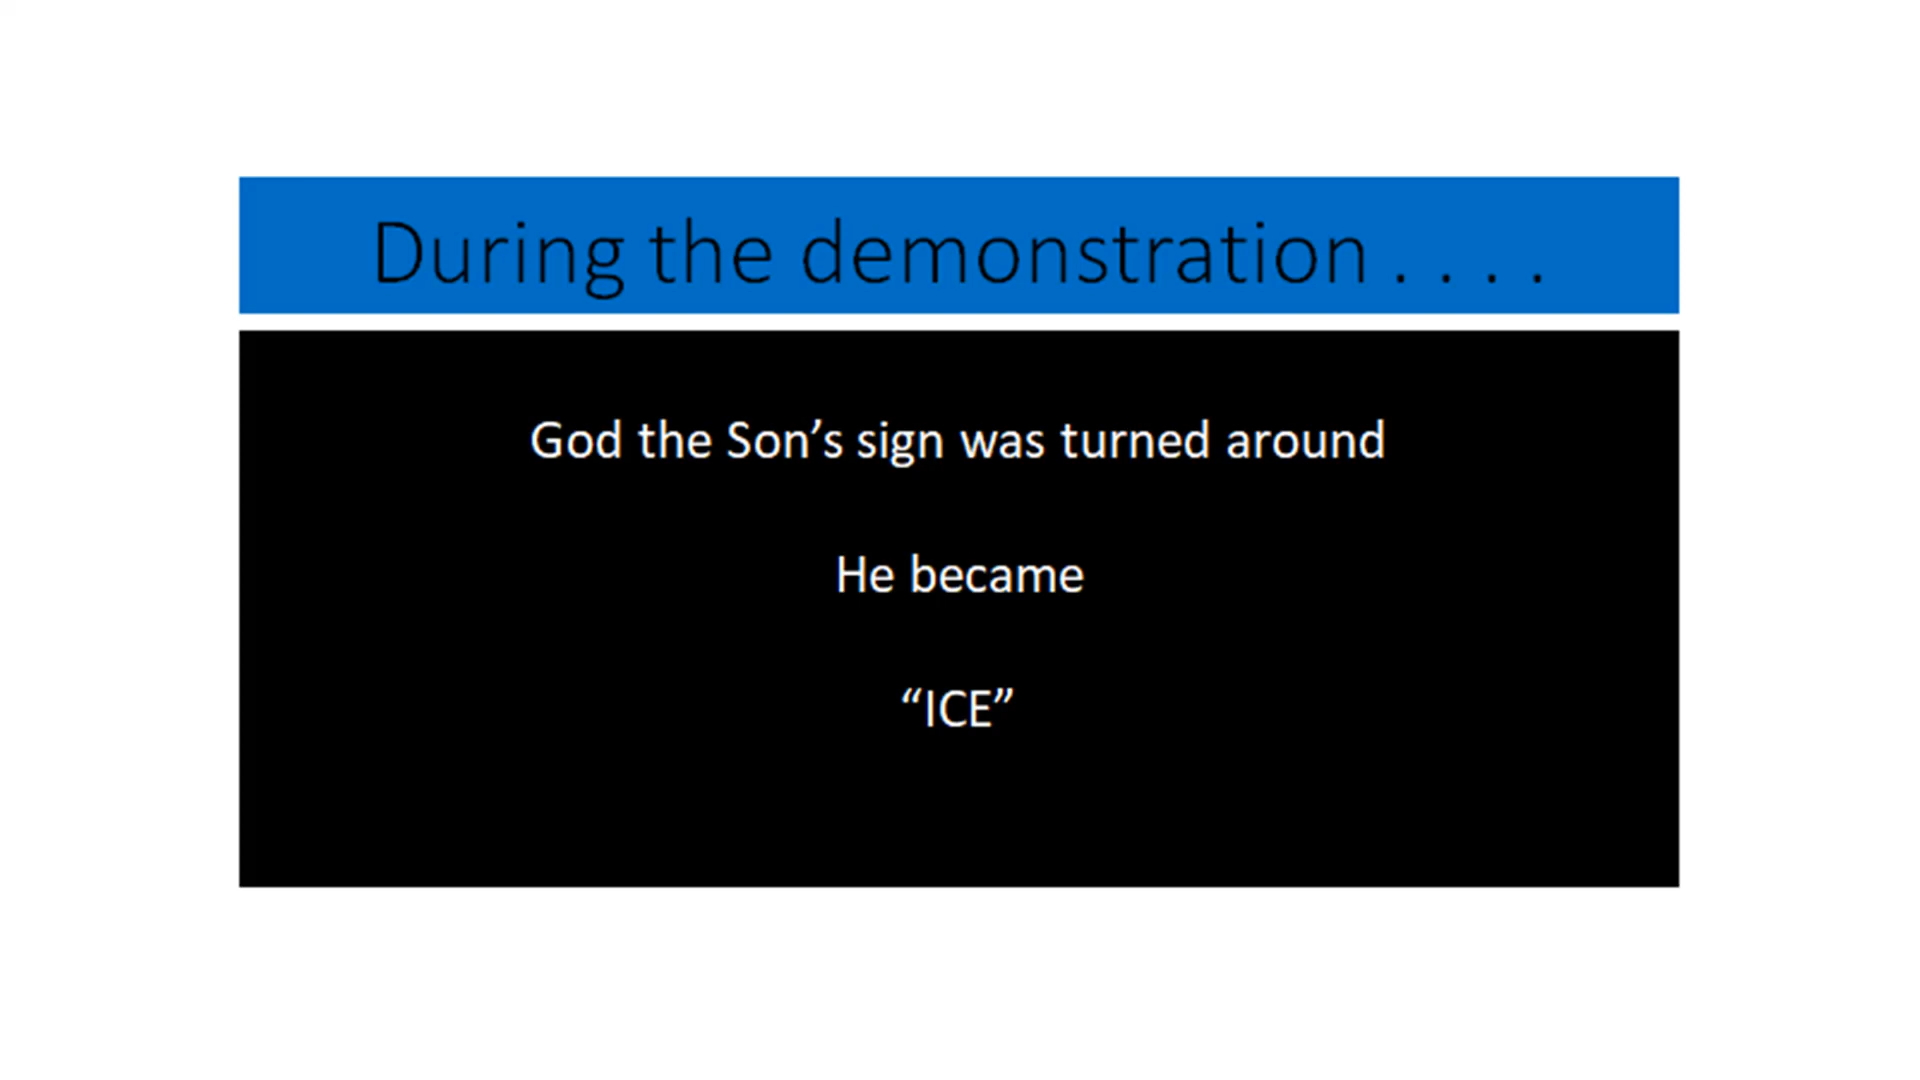 During the demonstration . . . .
God the Son’s sign was turned around
He became
“ICE”